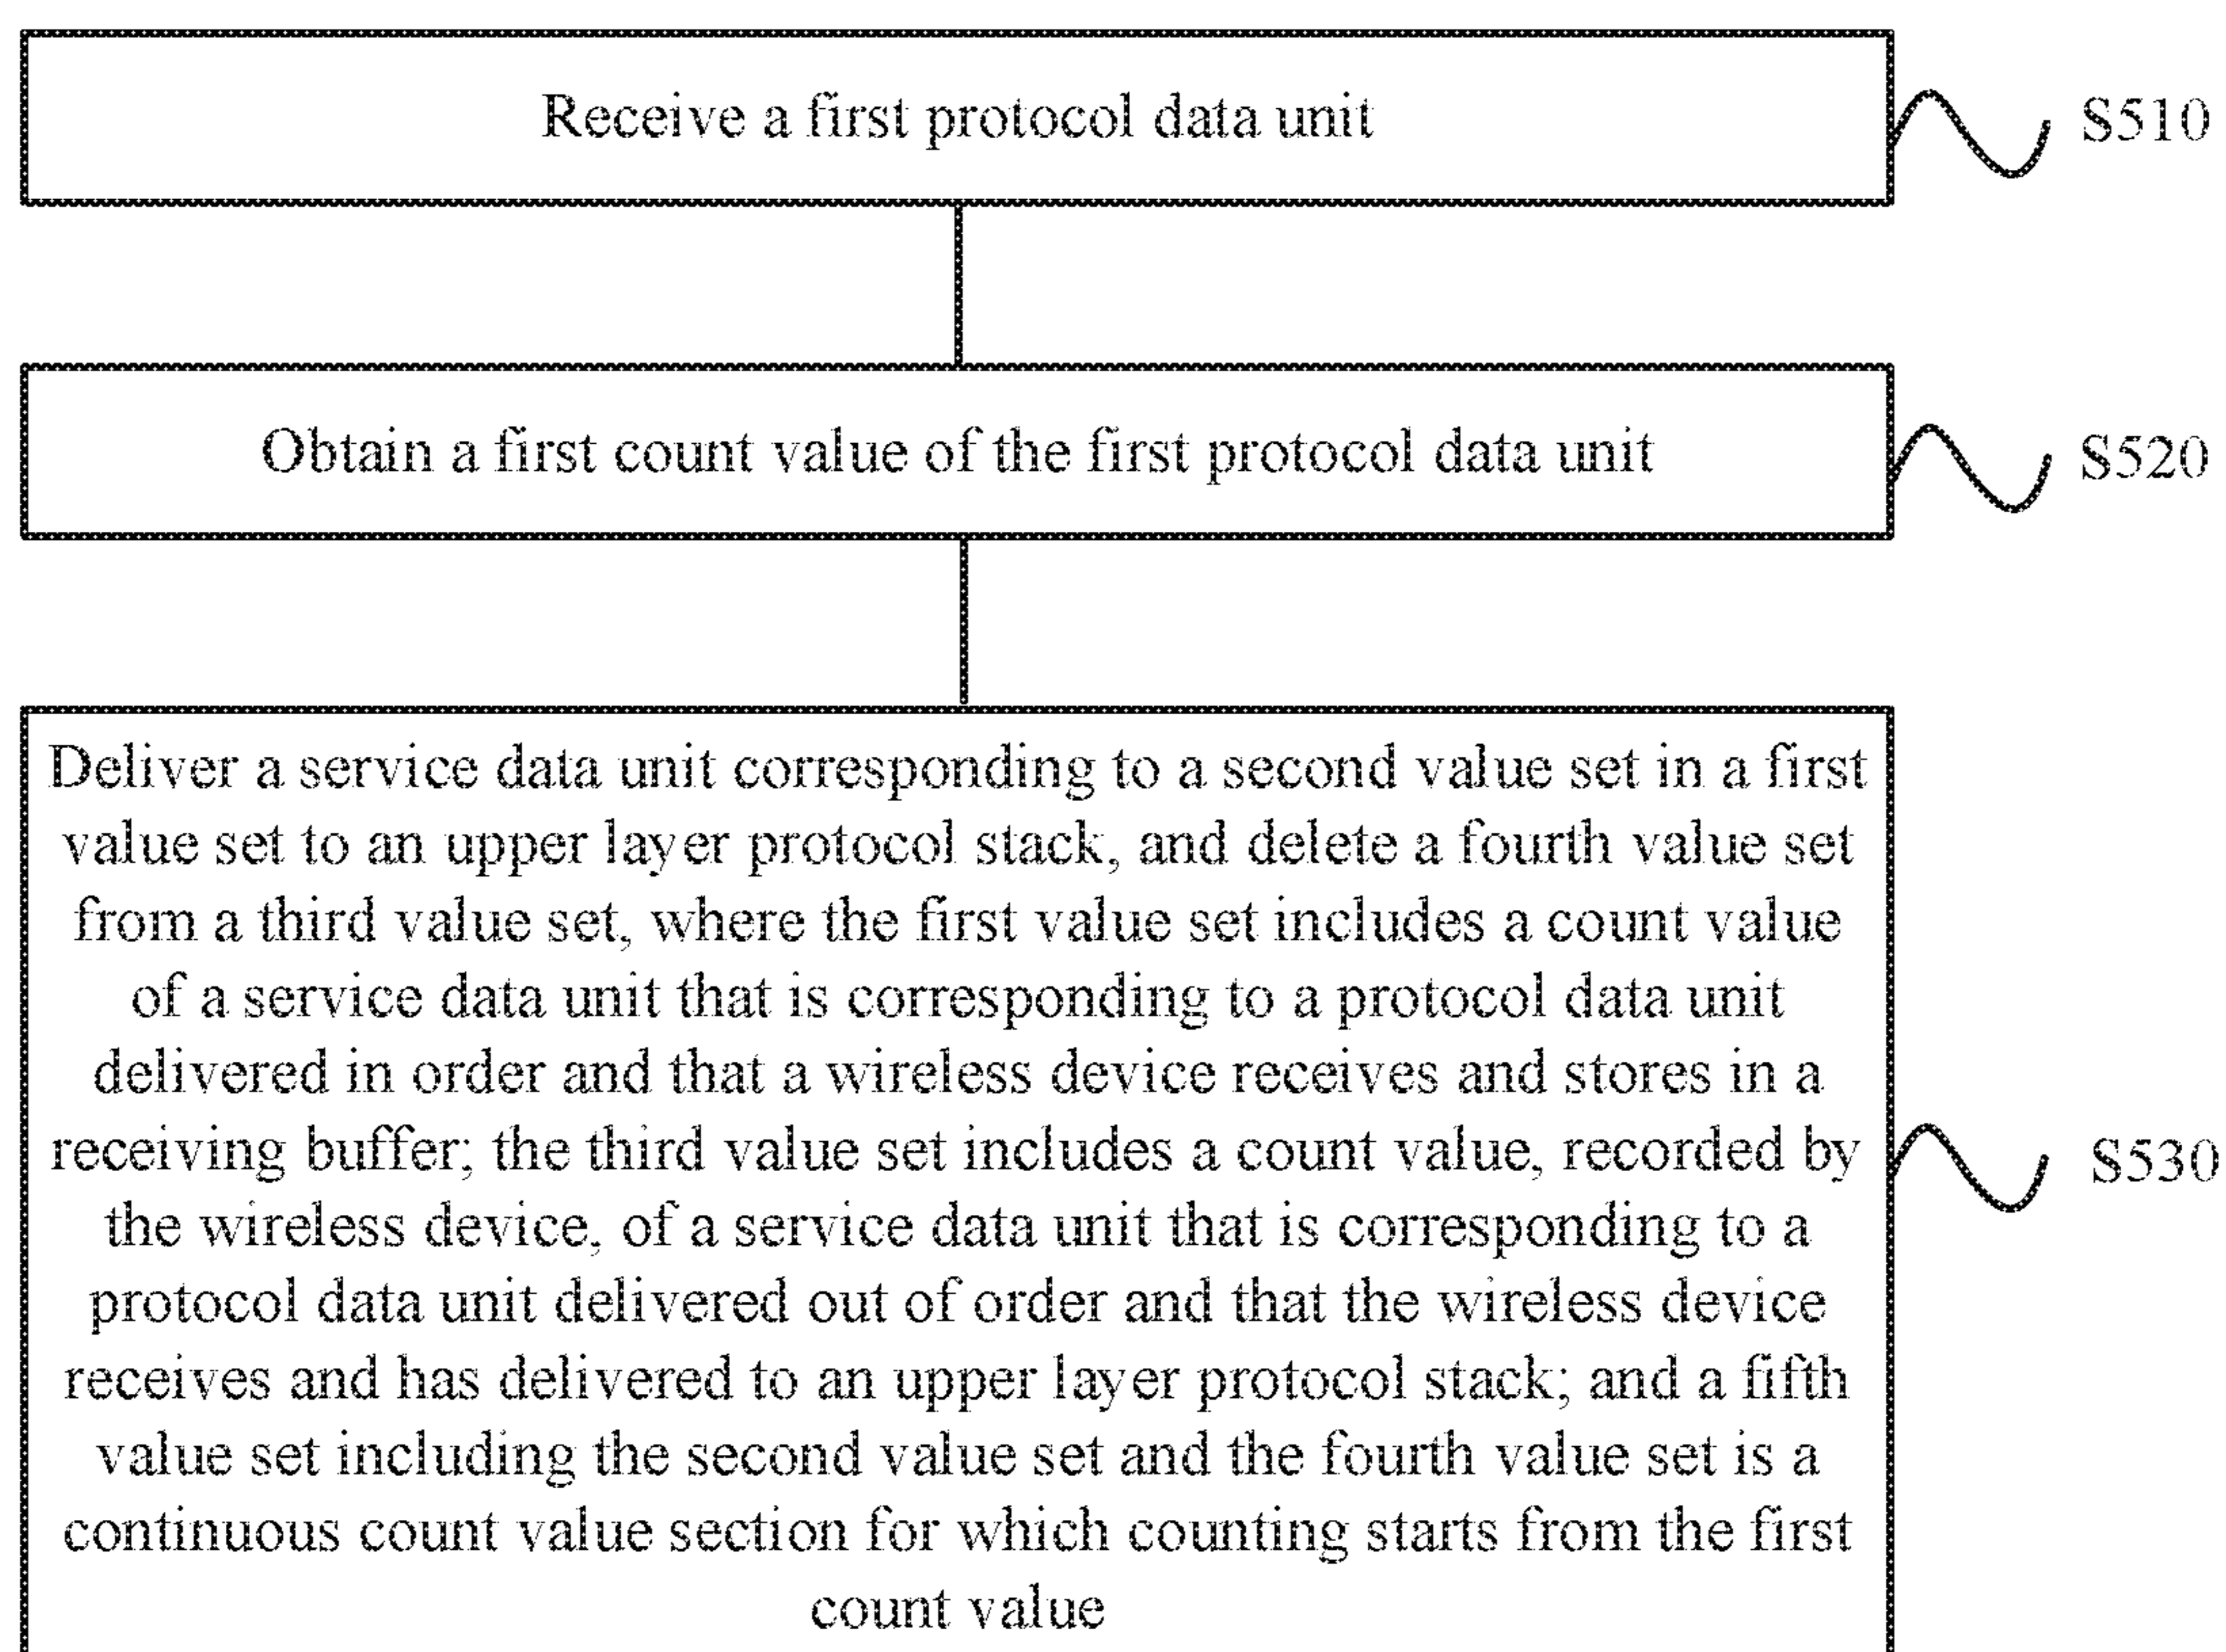 Receive a first protocol data unit
S510
Obtain a first count value of the first protocol data unit
S520
Deliver a service data unit corresponding to a second value set in a first
value set to an upper layer protocol stack, and delete a fourth value set
from a third value set, where the first value set includes a count value
of a service data unit that is corresponding to a protocol data unit
delivered in order and that a wireless device receives and stores in a
receiving buffer; the third value set includes a count value, recorded by
the wireless device, of a service data unit that is corresponding to a
protocol data unit delivered out of order and that the wireless device
receives and has delivered to an upper layer protocol stack; and a fifth
value set including the second value set and the fourth value set is a
continuous count value section for which counting starts from the first
count value
S530